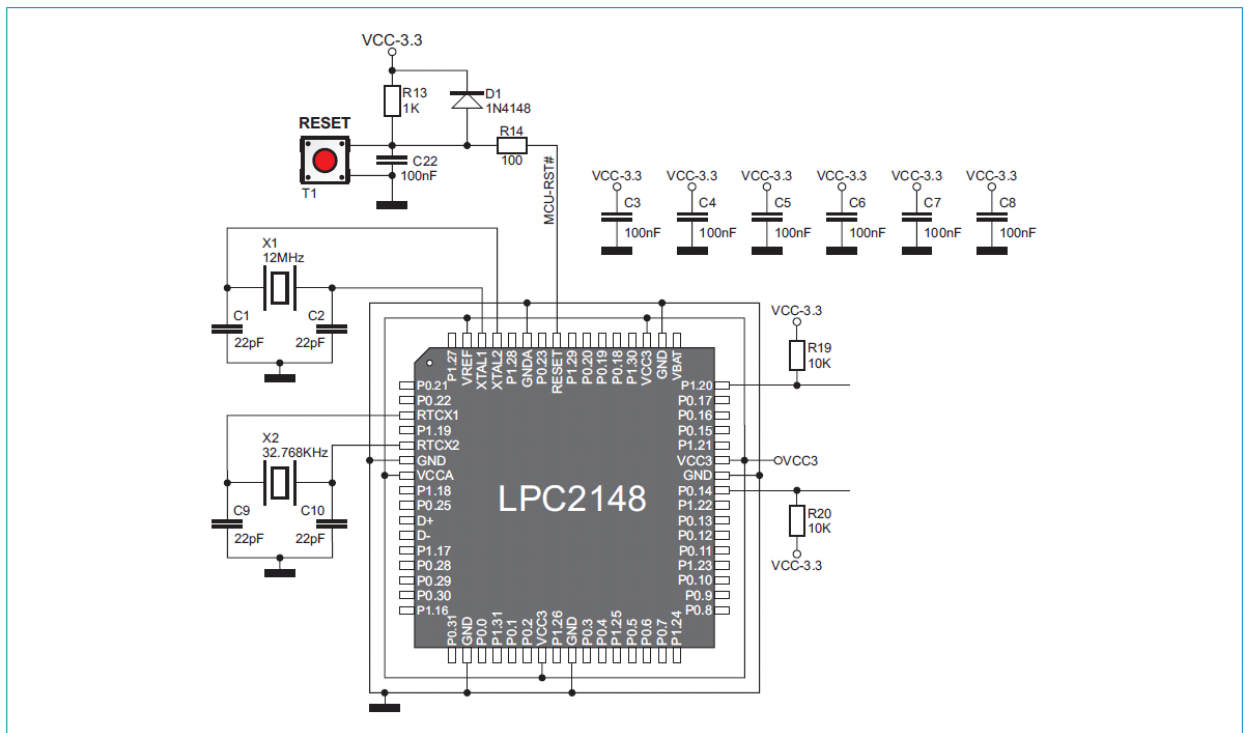 VCC-3.3
R13
1K
D1
1N4148
RESET
R14
100
C22
100nF
T1
MCU-RST#
VCC-3.3 VCC-3.3 VCC-3.3 VCC-3.3 VCC-3.3 VCC-3.3
C3 C4 C5 C6 C7 C8
100nF 100nF 100nF 100nF 100nF 100nF
X1
12MHz
C1 C2
22pF 22pF
VCC-3.3
R19
10K
P1.27 VREF XTAL1 XTAL2 P1.28 GNDA P0.23 RESET P1.29 P0.20 P0.19 P0.18 P1.30 VCC3 GND VBAT
P0.21
P0.22
RTCX1
P1.19
RTCX2
GND
VCCA
P1.18
P0.25
D+
D-
P1.17
P0.28
P0.29
P0.30
P1.16
X2
32.768KHz
C9 C10
22pF 22pF
LPC2148
P1.20
P0.17
P0.16
P0.15
P1.21
VCC3
GND
P0.14
P1.22
P0.13
P0.12
P0.11
P1.23
P0.10
P0.9
P0.8
VCC3
R20
10K
VCC-3.3
P0.31 GND P0.0 P1.31 P0.1 P0.2 VCC3 P1.26 GND P0.3 P0.4 P1.25 P0.5 P0.6 P0.7 P1.24